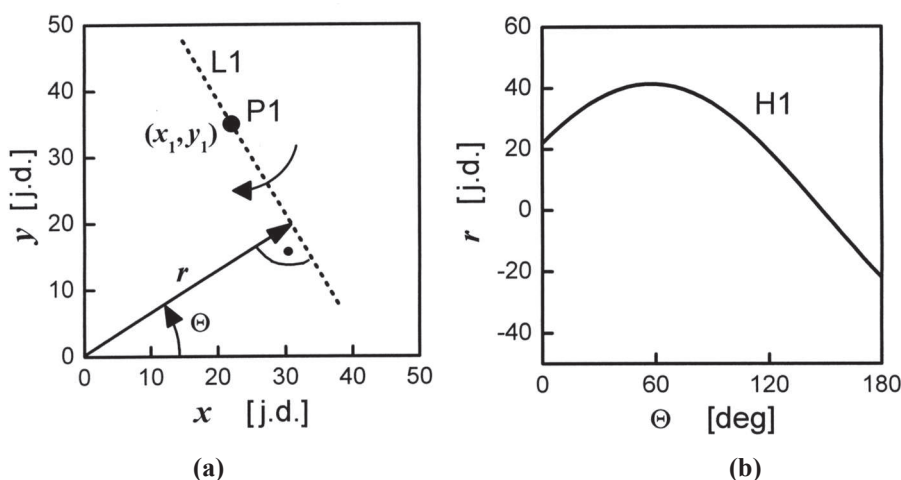 50
40
30
20
10
0
y [j.d.]
0 10 20 30 40 50
x [j.d.]
L1
P1
(x₁,y₁)
r
Θ
(a)
60
40
20
0
-20
-40
r [j.d.]
0 60 120 180
Θ [deg]
H1
(b)